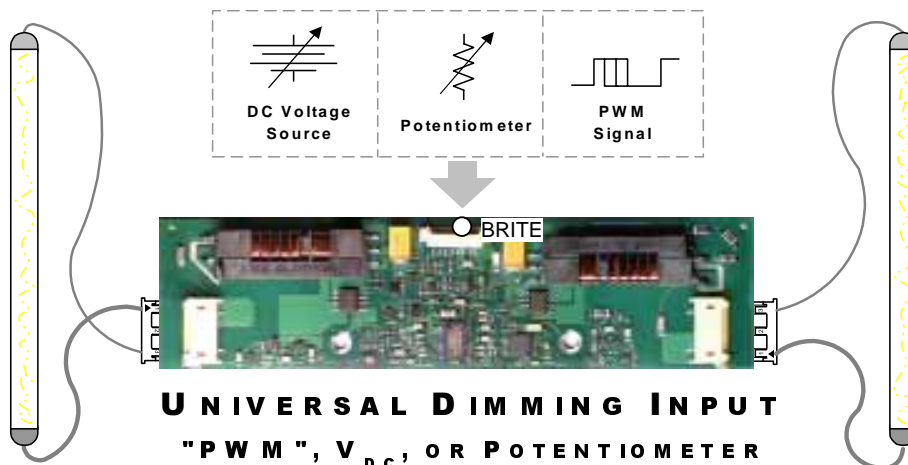 DC Voltage Source
Potentiometer
PWM Signal
BRITE
UNIVERSAL DIMMING INPUT
"PWM", VDC, OR POTENTIOMETER